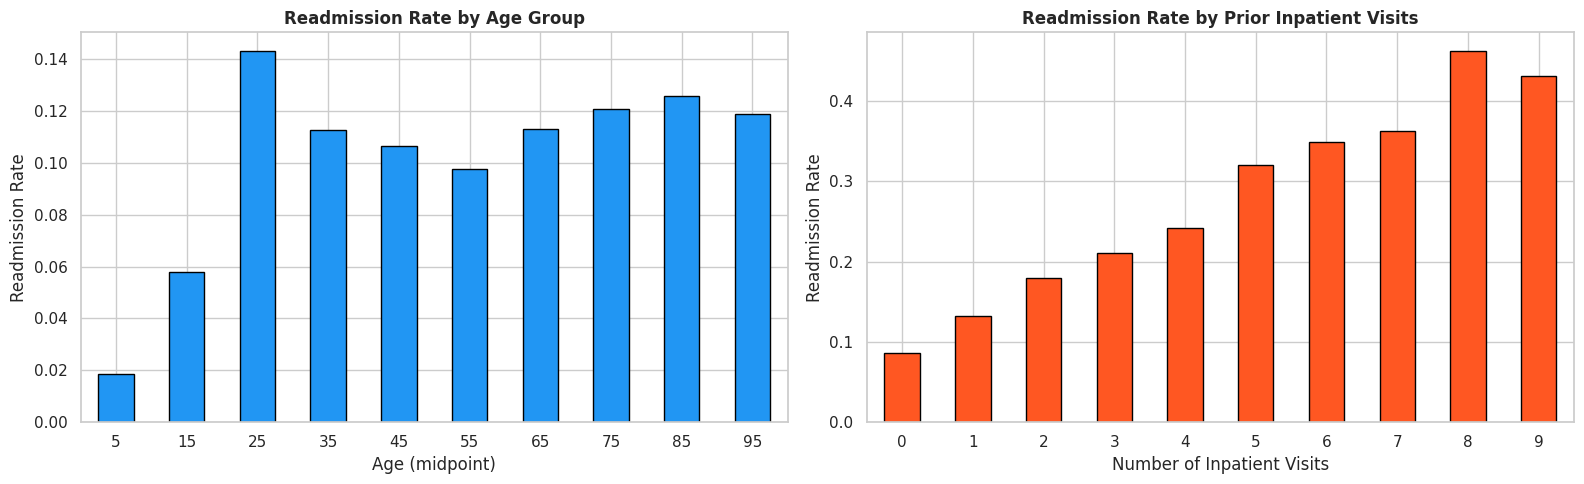 Readmission Rate by Age Group
Readmission Rate
0.14
0.12
0.10
0.08
0.06
0.04
0.02
0.00
5 15 25 35 45 55 65 75 85 95
Age (midpoint)
Readmission Rate by Prior Inpatient Visits
Readmission Rate
0.4
0.3
0.2
0.1
0.0
0 1 2 3 4 5 6 7 8 9
Number of Inpatient Visits